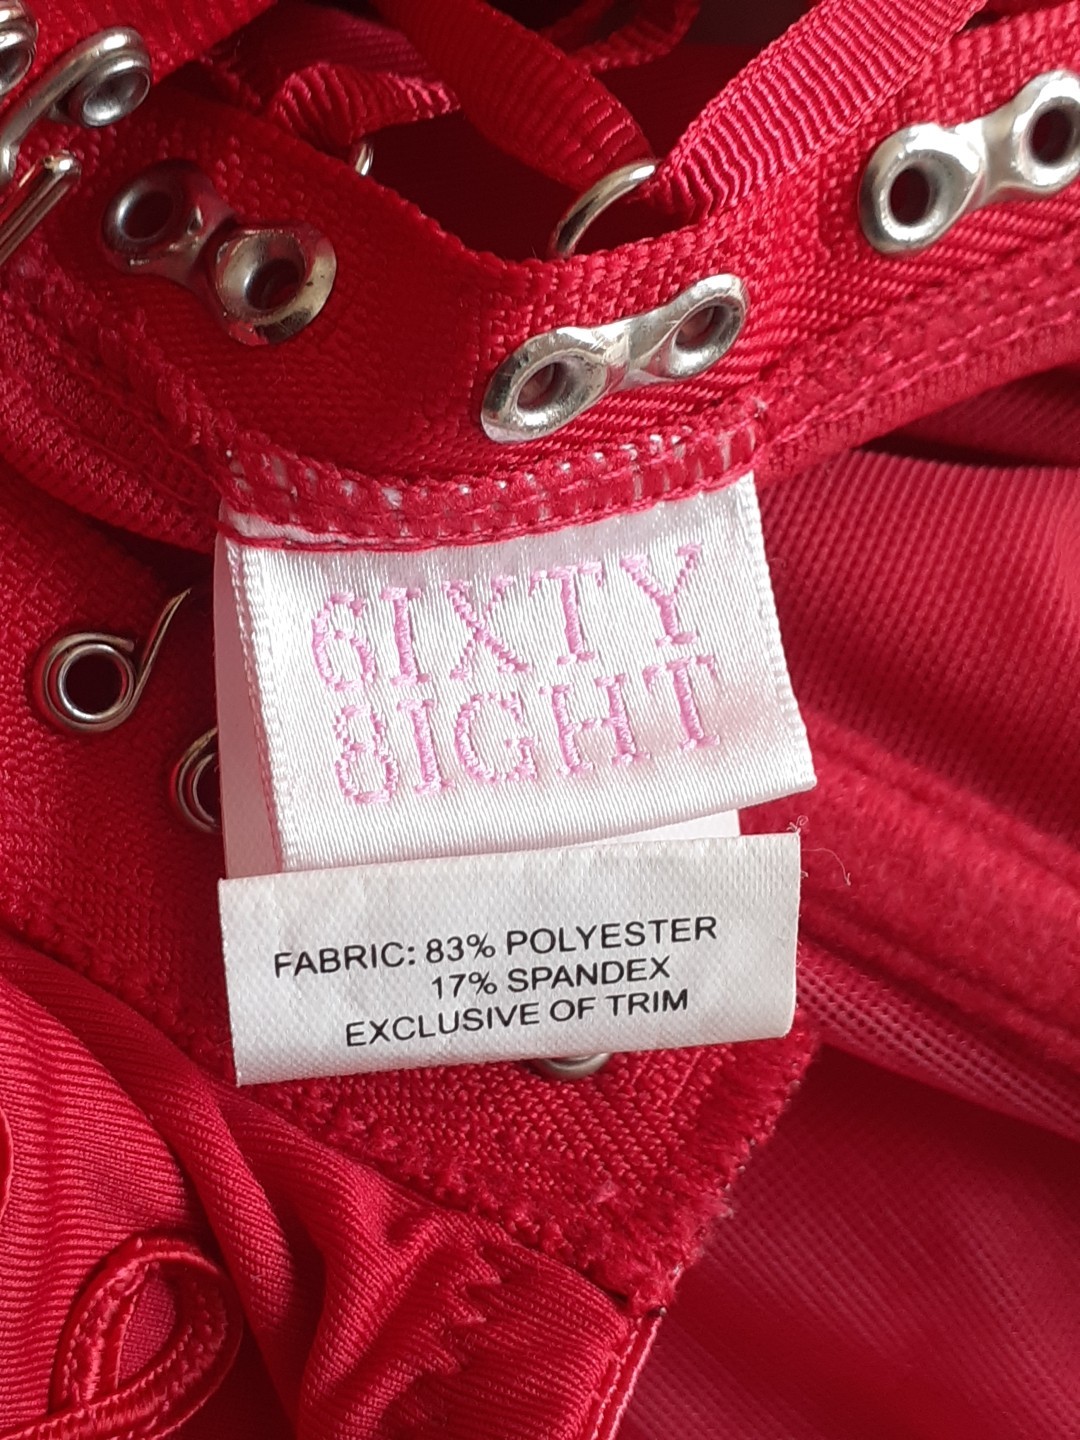 6IXTY
8IGHT
FABRIC: 83% POLYESTER
17% SPANDEX
EXCLUSIVE OF TRIM